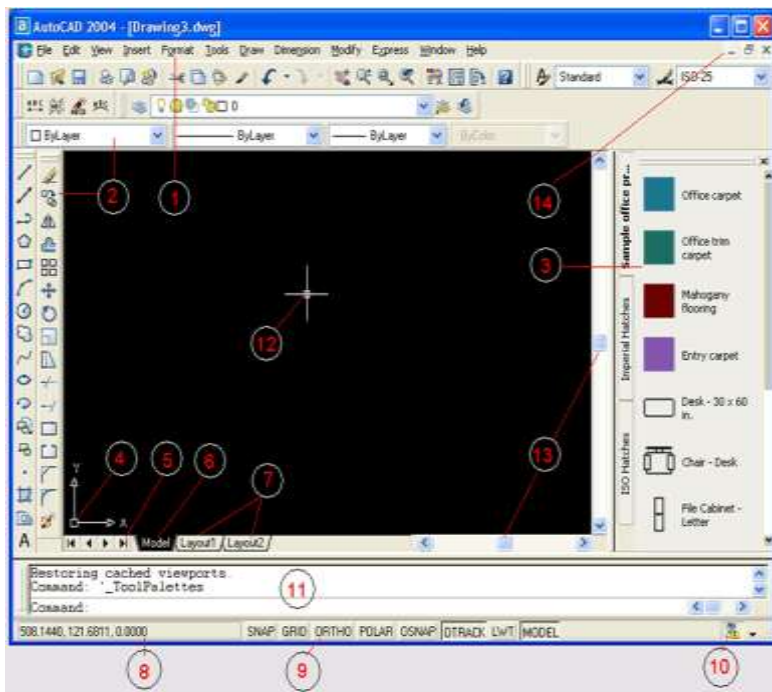 AutoCAD 2004 - [Drawing3.dwg]
File Edit View Insert Format Tools Draw Dimension Modify Express Window Help
Standard ISO-25
0
ByLayer ByLayer ByLayer ByColor
2 1 14
Sample office pr...
Office carpet
3
Office trim
carpet
Imperial Hatches
Mahogany
flooring
12
Entry carpet
ISO Hatches
Desk - 30 x 60
in.
Chair - Desk
File Cabinet -
Letter
4 5 6 7 13
Y
X
A
Model Layout1 Layout2
Restoring cached viewports.
Command: '_ToolPalettes
11
Command:
508.1440, 121.6811, 0.0000 SNAP GRID ORTHO POLAR OSNAP OTRACK LWT MODEL
8 9 10